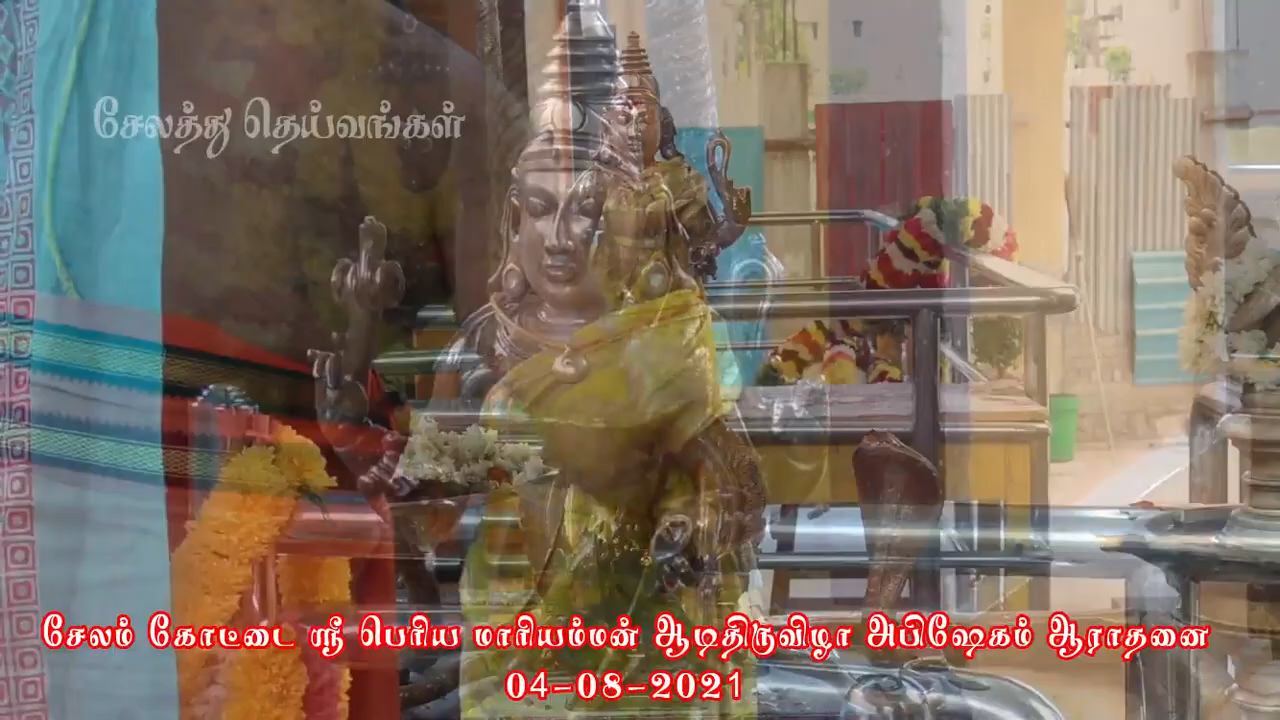 சேலத்து தெய்வங்கள்
சேலம் கோட்டை ஸ்ரீ பெரிய மாரியம்மன் ஆடிதிருவிழா அபிஷேகம் ஆராதனை
04-08-2021